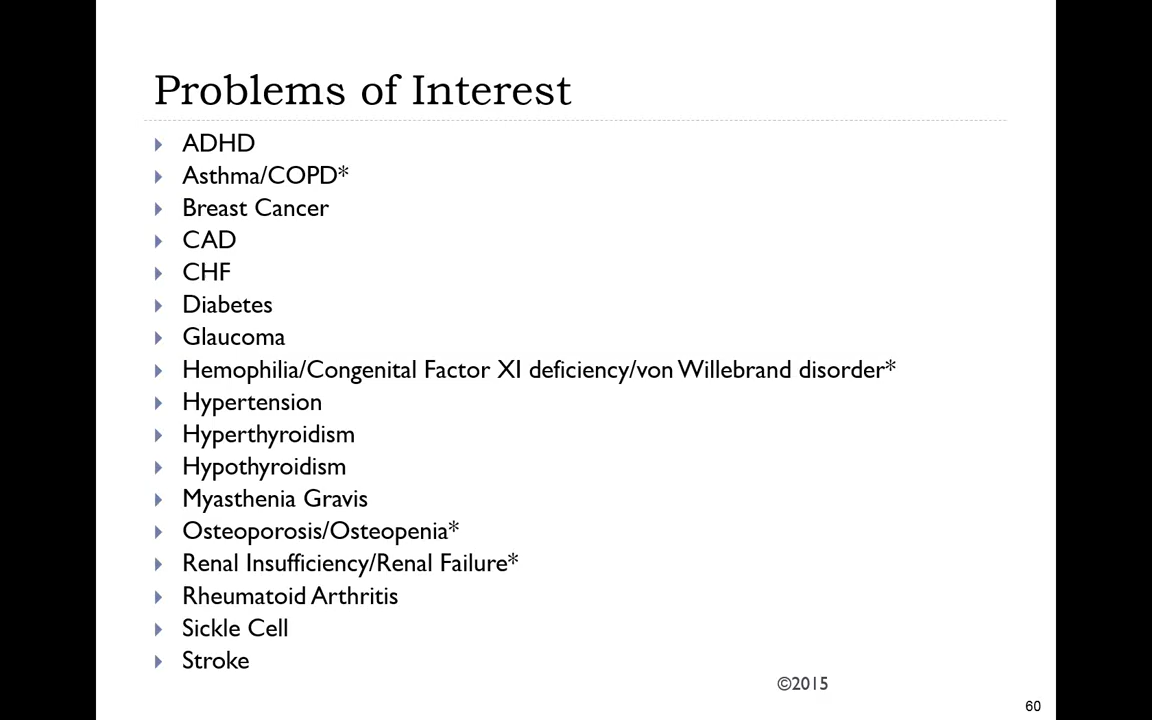 Problems of Interest
ADHD
Asthma/COPD*
Breast Cancer
CAD
CHF
Diabetes
Glaucoma
Hemophilia/Congenital Factor XI deficiency/von Willebrand disorder*
Hypertension
Hyperthyroidism
Hypothyroidism
Myasthenia Gravis
Osteoporosis/Osteopenia*
Renal Insufficiency/Renal Failure*
Rheumatoid Arthritis
Sickle Cell
Stroke
©2015
60